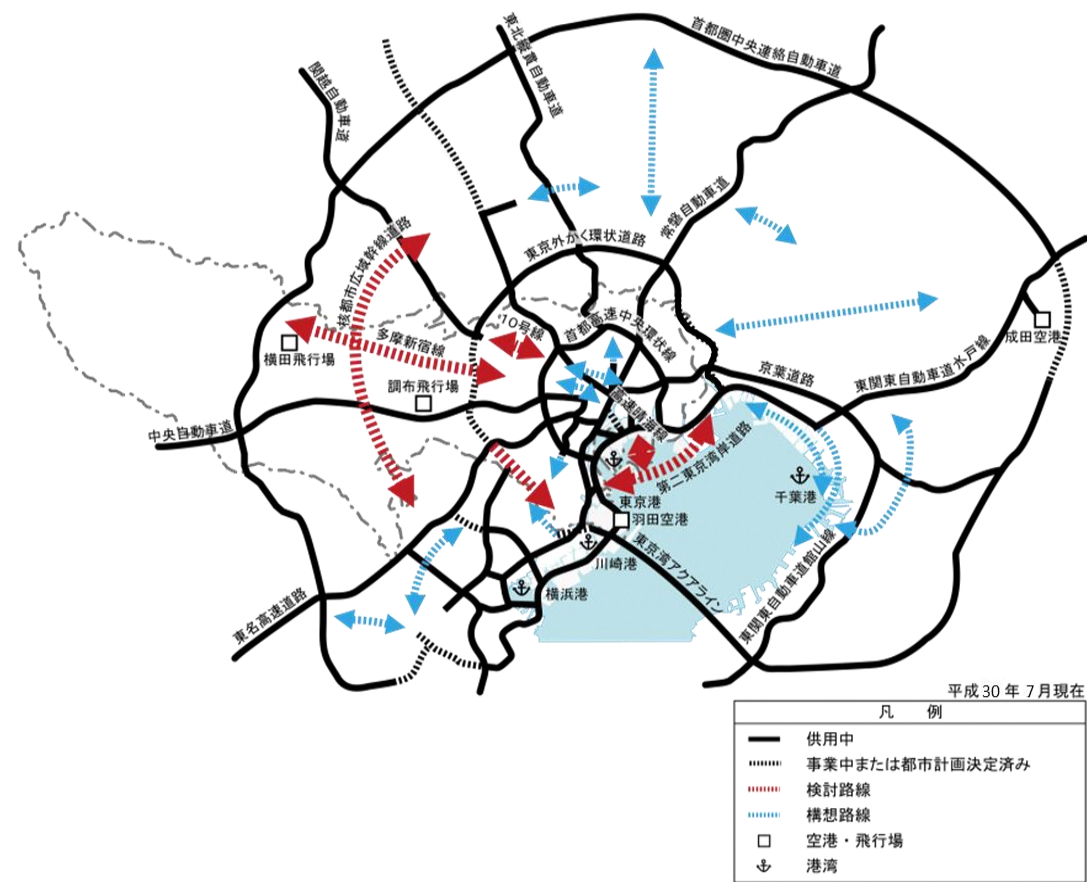 首都圏中央連絡自動車道
東北縦貫自動車道
関越自動車道
常磐自動車道
東京外かく環状道路
核都市広域幹線道路
10号線
首都高速中央環状線
多摩新宿線
横田飛行場
調布飛行場
成田空港
京葉道路
東関東自動車道水戸線
高速晴海線
中央自動車道
第二東京湾岸道路
千葉港
東京港
羽田空港
川崎港
東京湾アクアライン
横浜港
東関東自動車道館山線
東名高速道路
平成30年7月現在
凡 例
供用中
事業中または都市計画決定済み
検討路線
構想路線
空港・飛行場
港湾